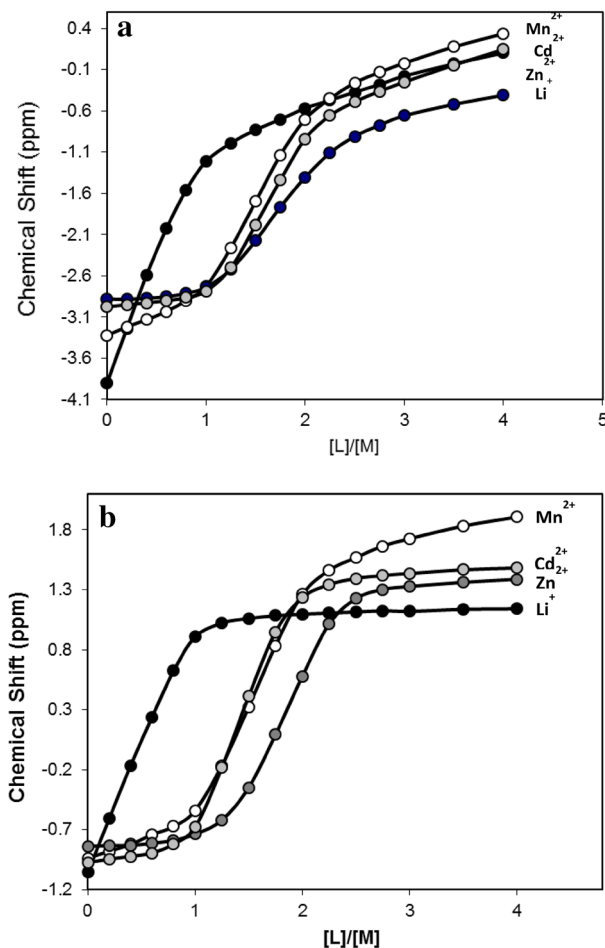 a
0.4
-0.1
-0.6
-1.1
-1.6
-2.1
-2.6
-3.1
-3.6
-4.1
Chemical Shift (ppm)
0 1 2 3 4 5
[L]/[M]
Mn2+
Cd2+
Zn2+
Li+
b
1.8
1.3
0.8
0.3
-0.2
-0.7
-1.2
Chemical Shift (ppm)
0 1 2 3 4
[L]/[M]
Mn2+
Cd2+
Zn2+
Li+